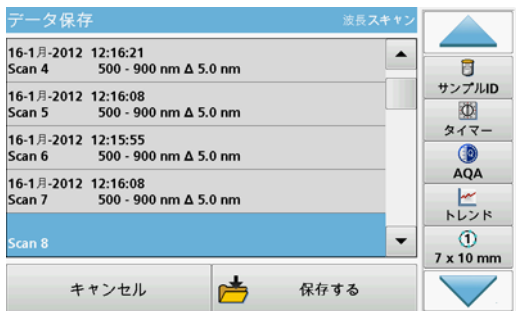 データ保存
波長スキャン
16-1月-2012 12:16:21
Scan 4 500 - 900 nm Δ 5.0 nm
16-1月-2012 12:16:08
Scan 5 500 - 900 nm Δ 5.0 nm
16-1月-2012 12:15:55
Scan 6 500 - 900 nm Δ 5.0 nm
16-1月-2012 12:16:08
Scan 7 500 - 900 nm Δ 5.0 nm
Scan 8
キャンセル
保存する
サンプルID
タイマー
AQA
トレンド
1
7 x 10 mm